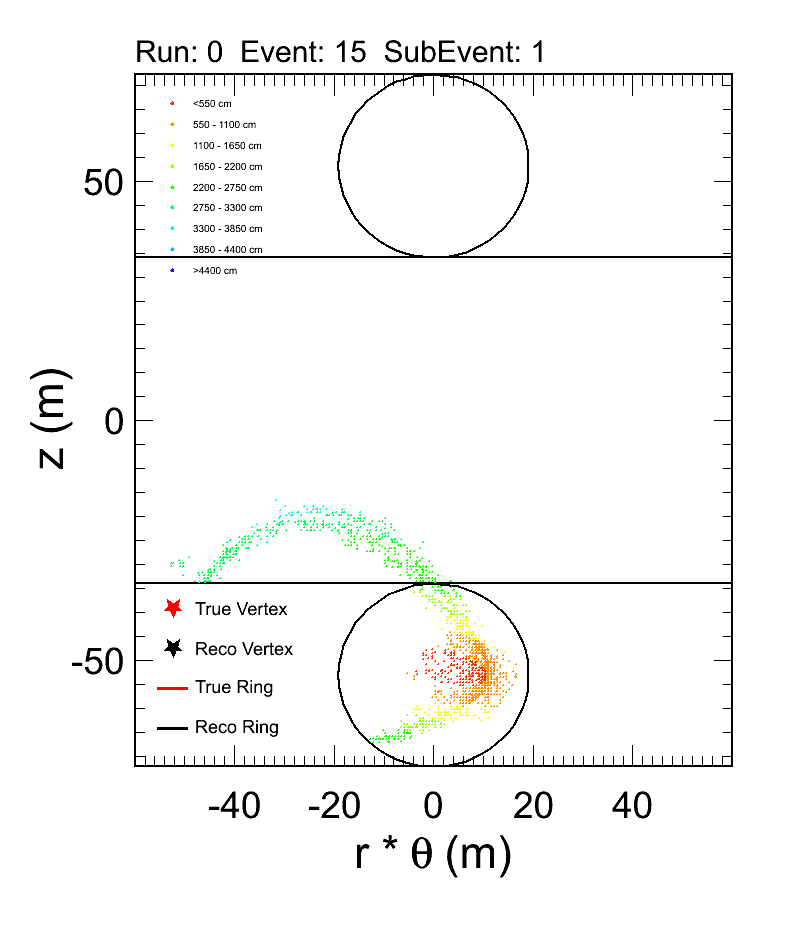 Run: 0  Event: 15  SubEvent: 1
<550 cm
550 - 1100 cm
1100 - 1650 cm
1650 - 2200 cm
2200 - 2750 cm
2750 - 3300 cm
3300 - 3850 cm
3850 - 4400 cm
>4400 cm
50
0
-50
z (m)
True Vertex
Reco Vertex
True Ring
Reco Ring
-40 -20 0 20 40
r * θ (m)